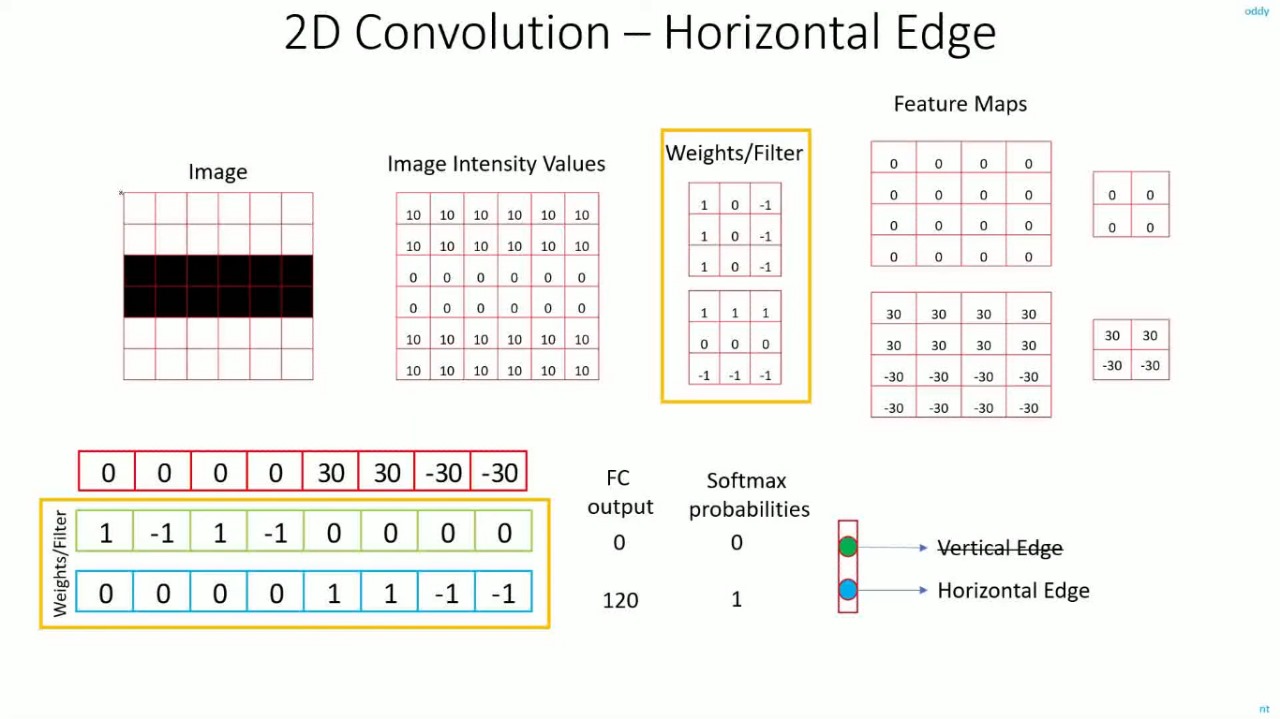 oddy
2D Convolution – Horizontal Edge
Feature Maps
Image
Image Intensity Values
Weights/Filter
10 10 10 10 10 10
10 10 10 10 10 10
0 0 0 0 0 0
0 0 0 0 0 0
10 10 10 10 10 10
10 10 10 10 10 10
1 0 -1
1 0 -1
1 0 -1
1 1 1
0 0 0
-1 -1 -1
0 0 0 0
0 0 0 0
0 0 0 0
0 0 0 0
0 0
0 0
30 30 30 30
30 30 30 30
-30 -30 -30 -30
-30 -30 -30 -30
30 30
-30 -30
0 0 0 0 30 30 -30 -30
Weights/Filter
1 -1 1 -1 0 0 0 0
0 0 0 0 1 1 -1 -1
FC
output
0
120
Softmax
probabilities
0
1
Vertical Edge
Horizontal Edge
nt